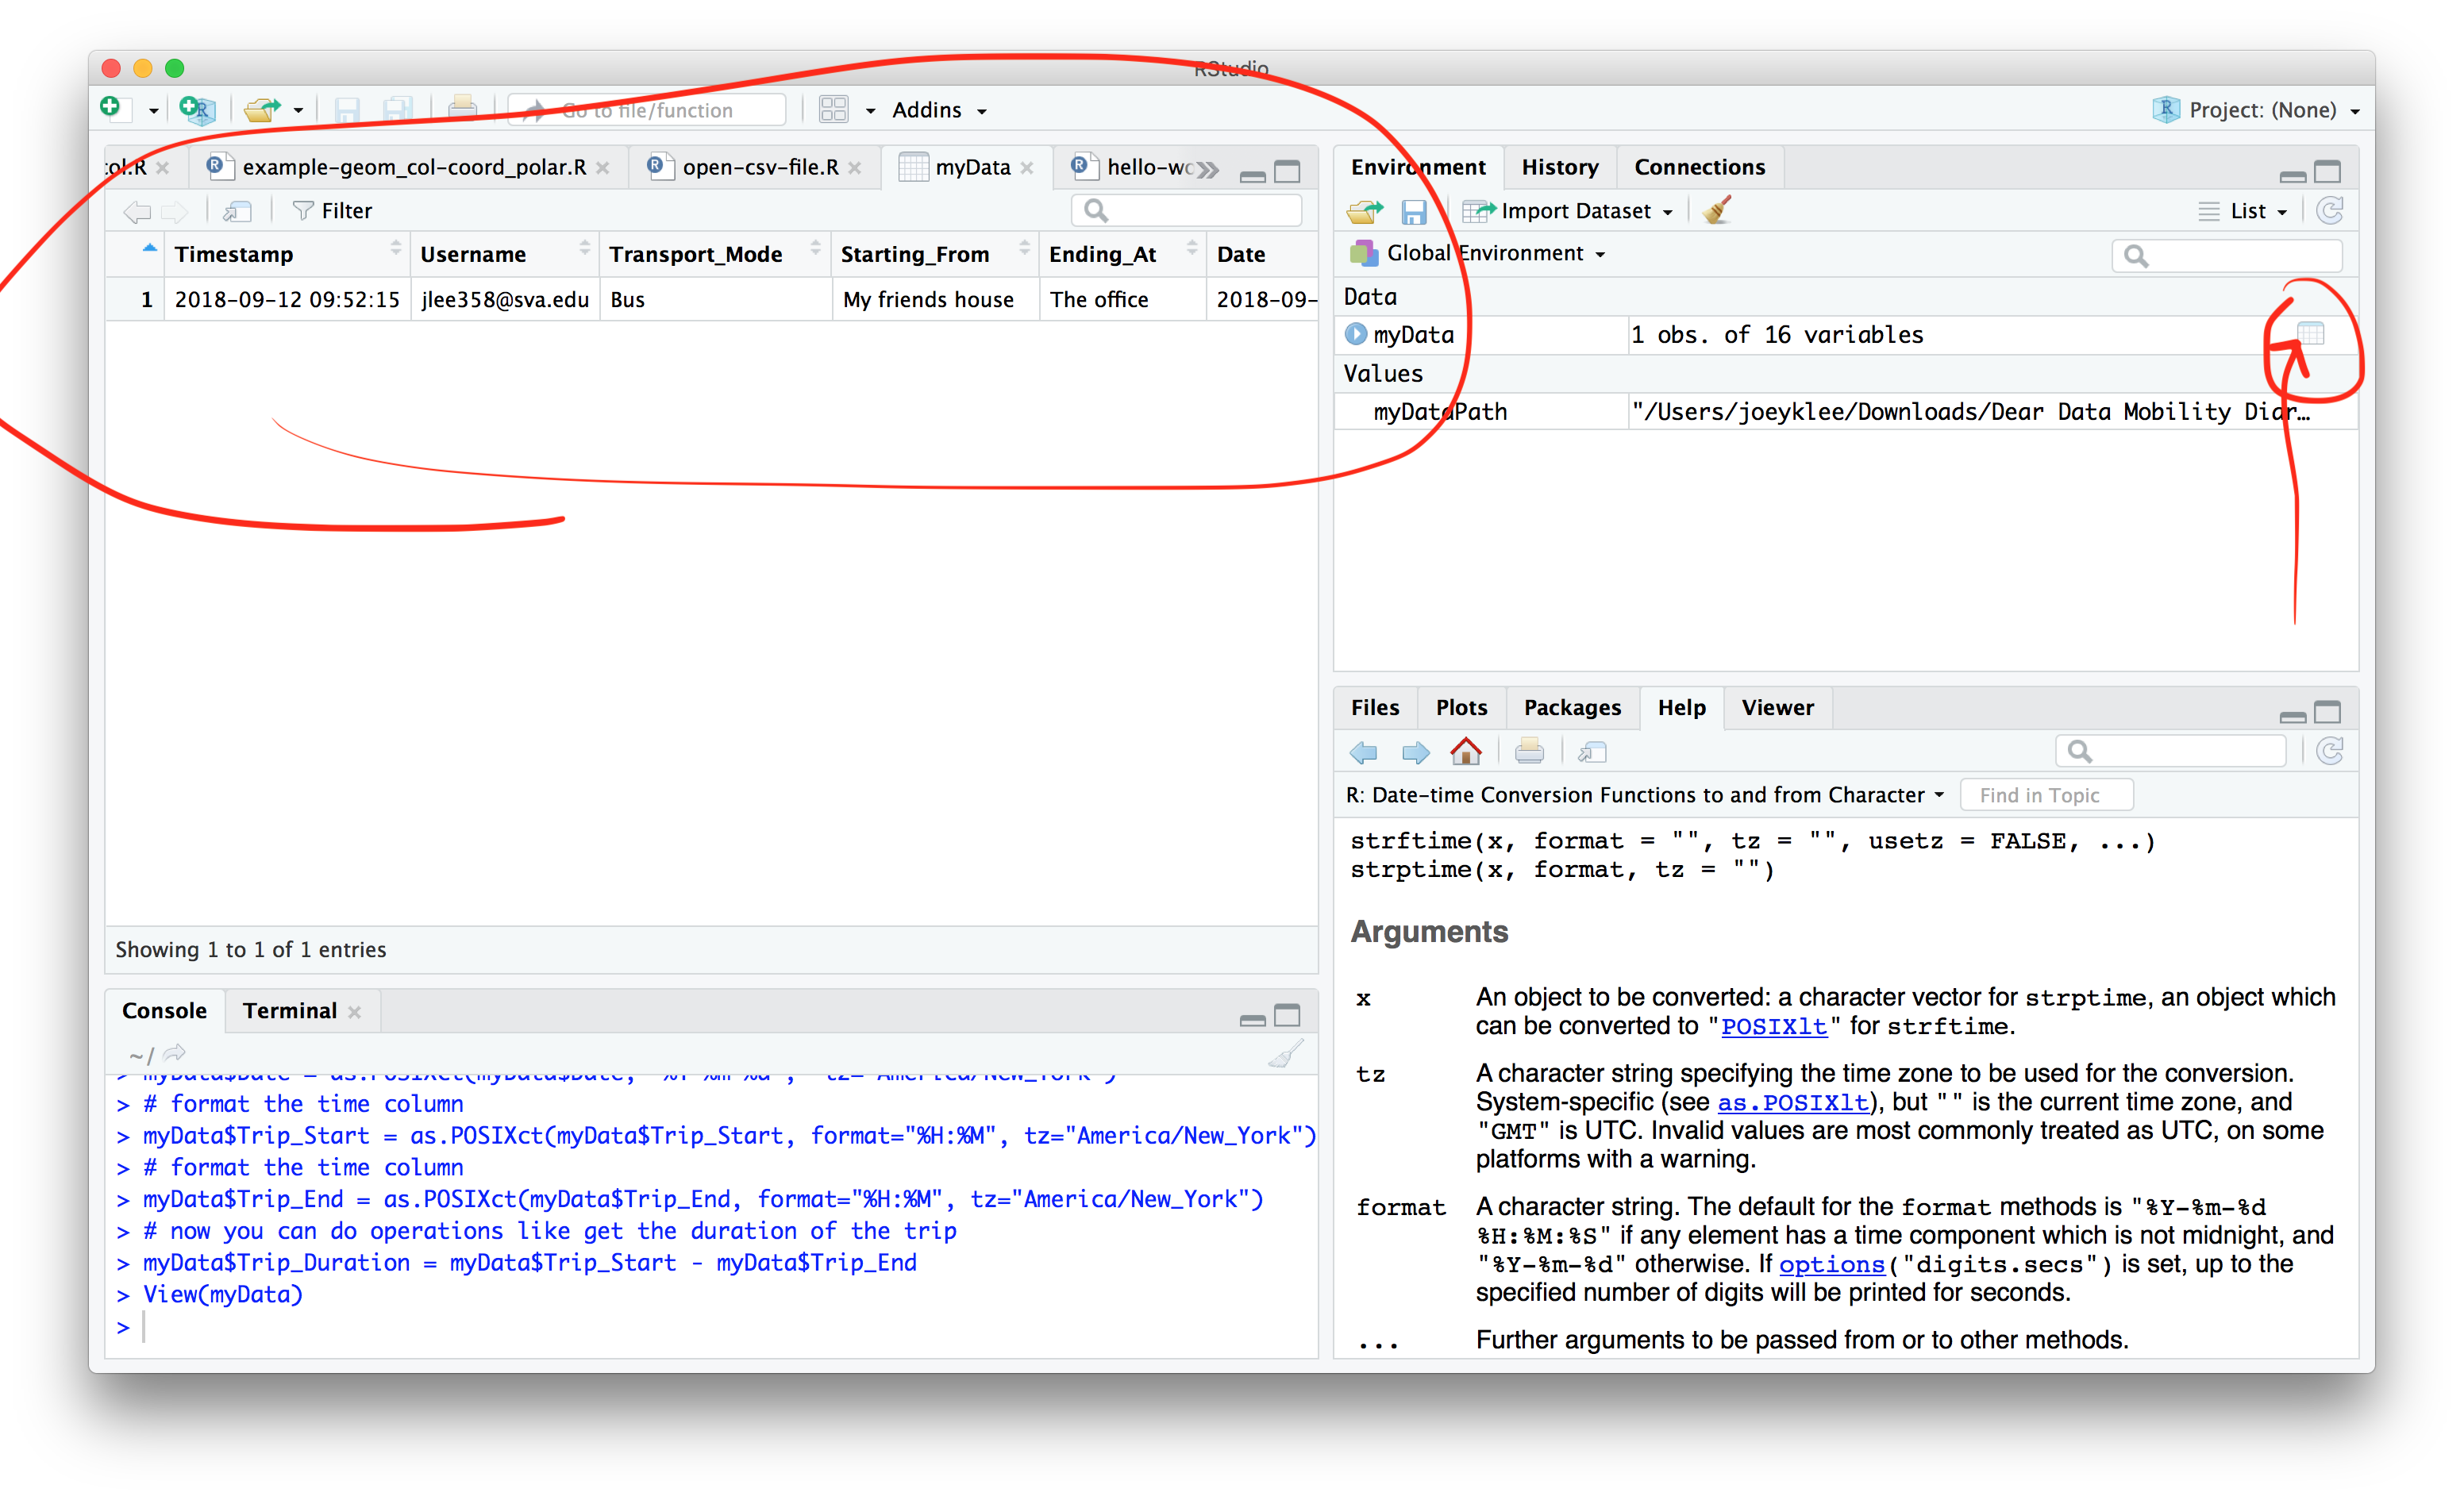 RStudio
Go to file/function
Addins
Project: (None)
col.R
example-geom_col-coord_polar.R
open-csv-file.R
myData
hello-wo
Filter
Timestamp Username Transport_Mode Starting_From Ending_At Date
1 2018-09-12 09:52:15 jlee358@sva.edu Bus My friends house The office 2018-09-
Showing 1 to 1 of 1 entries
Console Terminal
~/
> myData$Date = as.POSIXct(myData$Date, "%Y-%m-%d", tz="America/New_York")
> # format the time column
> myData$Trip_Start = as.POSIXct(myData$Trip_Start, format="%H:%M", tz="America/New_York")
> # format the time column
> myData$Trip_End = as.POSIXct(myData$Trip_End, format="%H:%M", tz="America/New_York")
> # now you can do operations like get the duration of the trip
> myData$Trip_Duration = myData$Trip_Start - myData$Trip_End
> View(myData)
>
Environment History Connections
Import Dataset
List
Global Environment
Data
myData 1 obs. of 16 variables
Values
myDataPath "/Users/joeyklee/Downloads/Dear Data Mobility Diar…
Files Plots Packages Help Viewer
R: Date-time Conversion Functions to and from Character
Find in Topic
strftime(x, format = "", tz = "", usetz = FALSE, ...)
strptime(x, format, tz = "")
Arguments
x An object to be converted: a character vector for strptime, an object which
can be converted to "POSIXlt" for strftime.
tz A character string specifying the time zone to be used for the conversion.
System-specific (see as.POSIXlt), but "" is the current time zone, and
"GMT" is UTC. Invalid values are most commonly treated as UTC, on some
platforms with a warning.
format A character string. The default for the format methods is "%Y-%m-%d
%H:%M:%S" if any element has a time component which is not midnight, and
"%Y-%m-%d" otherwise. If options("digits.secs") is set, up to the
specified number of digits will be printed for seconds.
... Further arguments to be passed from or to other methods.